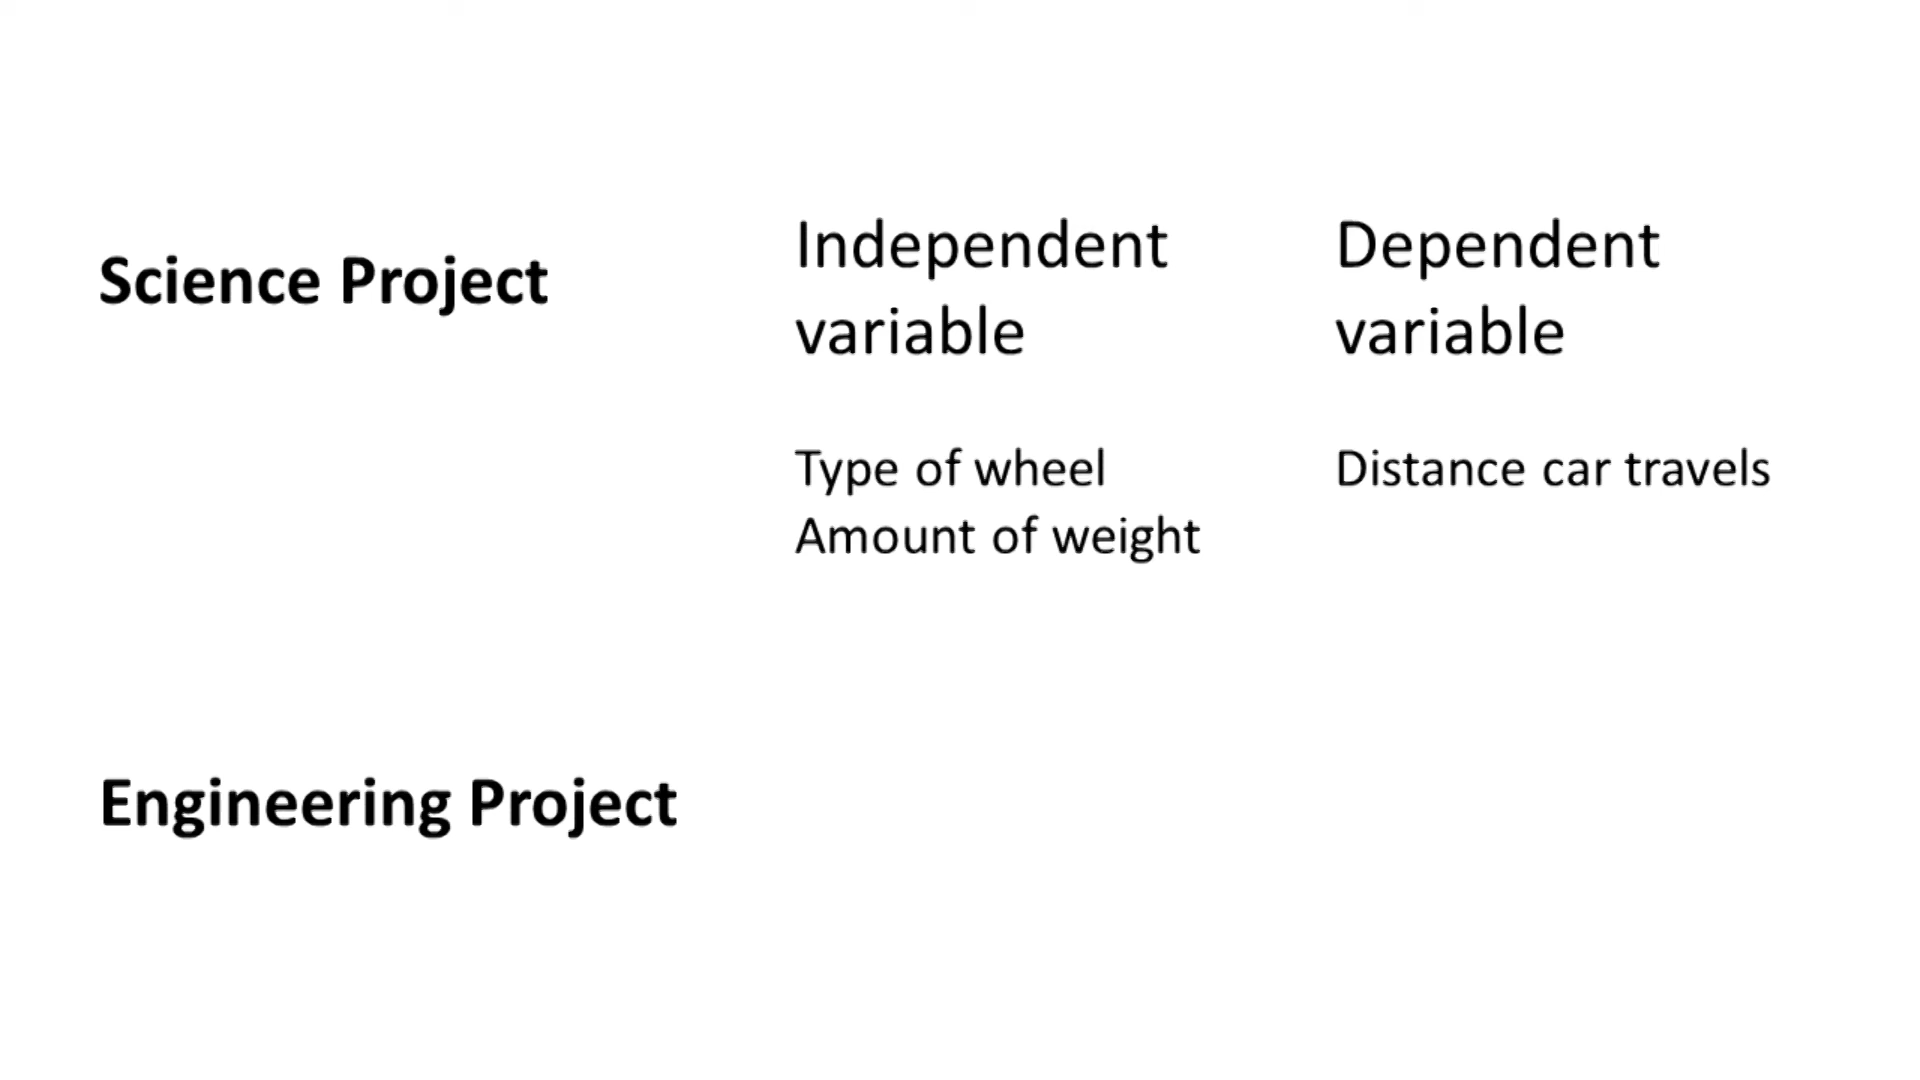 Science Project
Independent
variable
Dependent
variable
Type of wheel
Amount of weight
Distance car travels
Engineering Project